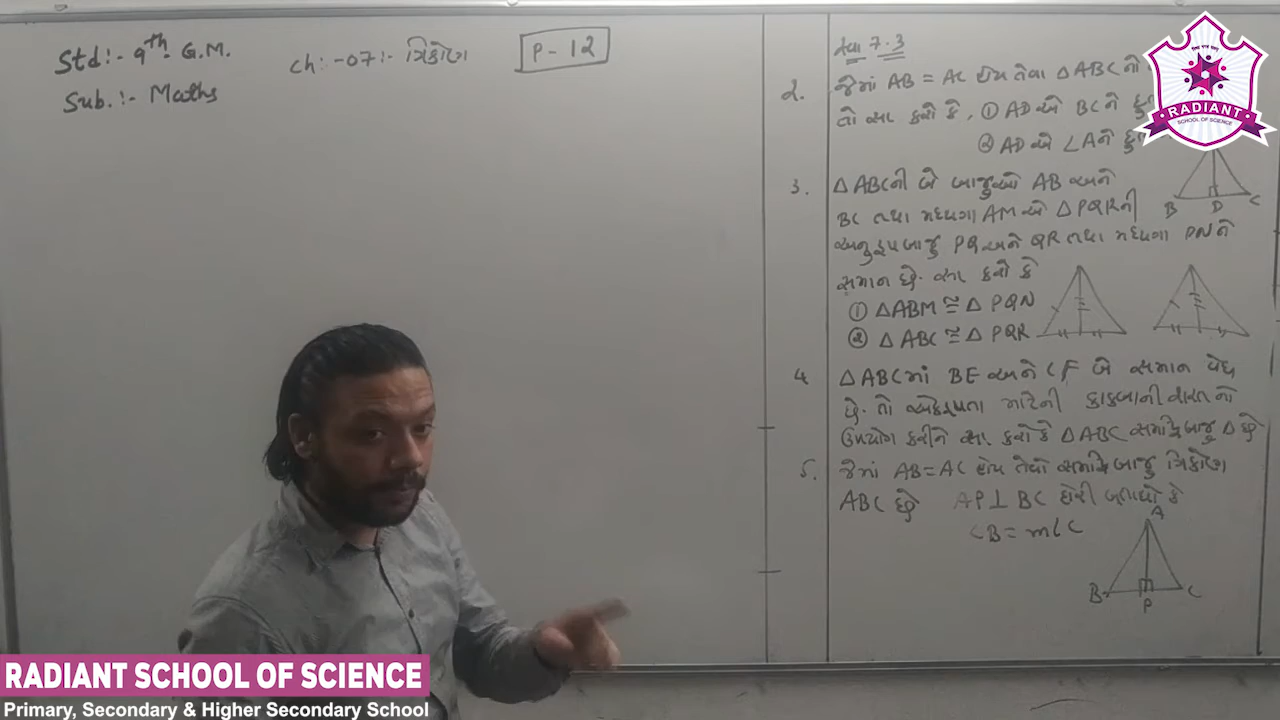 Std:- 9th G.M.
Sub.:- Maths
ch:-07:- ત્રિકોણ
P-12
સ્વા 7.3
2. જેમાં AB = AC હોય તેવા △ABC નો
તો સા.કરો કે, ① AD એ BC ને દુ
② AD એ ∠A ને દુ
B D C
3. △ABC ની બે બાજુઓ AB અને
BC તથા મધ્યગા AM એ △PQR ની
અનુરૂપ બાજુ PQ અને QR તથા મધ્યગા PN ને
સમાન છે. સા.કરો કે
① △ABM ≅ △PQN
② △ABC ≅ △PQR
4 △ABC માં BE અને CF બે સમાન વેધ
છે. તો એકરૂપતા માટેની કાકબાની શરત નો
ઉપયોગ કરીને સા.કરો કે △ABC સમદ્વિબાજુ △ છે
5. જેમાં AB=AC હોય તેવો સમદ્વિબાજુ ત્રિકોણ
ABC છે AP⊥BC દોરી બતાવો કે
∠B = m∠C
A
B P C
RADIANT
SCHOOL OF SCIENCE
RADIANT SCHOOL OF SCIENCE
Primary, Secondary & Higher Secondary School